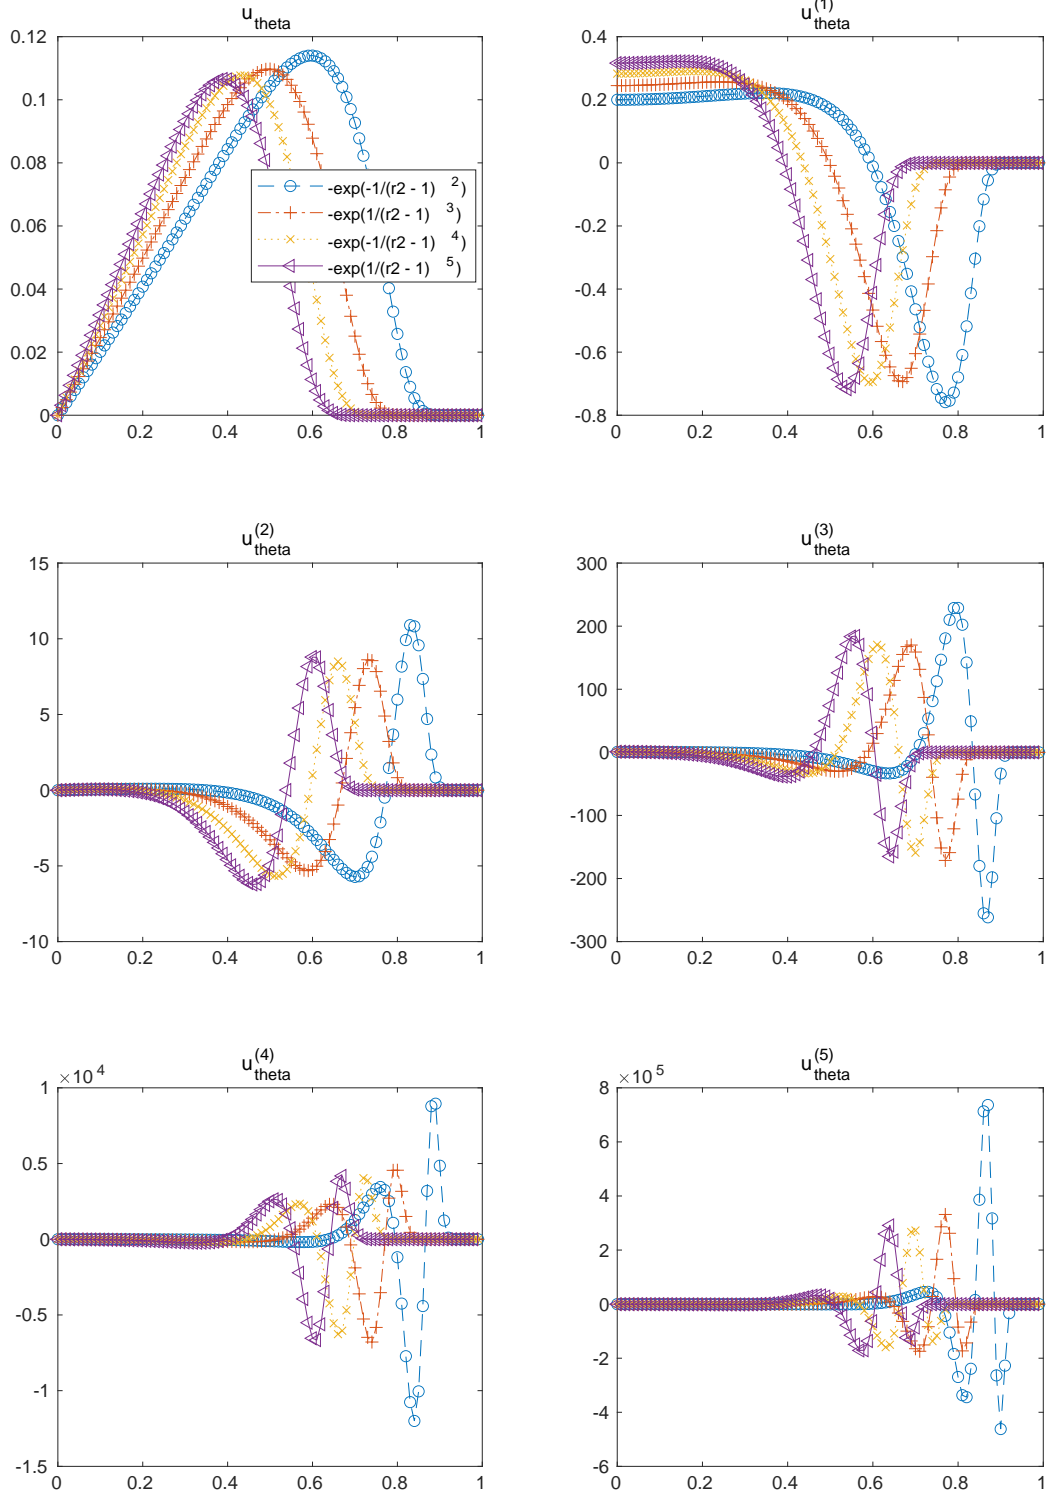 u_theta
0.12
0.1
0.08
0.06
0.04
0.02
0
0 0.2 0.4 0.6 0.8 1
-exp(-1/(r2 - 1) ^2)
-exp(1/(r2 - 1) ^3)
-exp(-1/(r2 - 1) ^4)
-exp(1/(r2 - 1) ^5)
u_theta^(1)
0.4
0.2
0
-0.2
-0.4
-0.6
-0.8
0 0.2 0.4 0.6 0.8 1
u_theta^(2)
15
10
5
0
-5
-10
0 0.2 0.4 0.6 0.8 1
u_theta^(3)
300
200
100
0
-100
-200
-300
0 0.2 0.4 0.6 0.8 1
u_theta^(4)
×10^4
1
0.5
0
-0.5
-1
-1.5
0 0.2 0.4 0.6 0.8 1
u_theta^(5)
×10^5
8
6
4
2
0
-2
-4
-6
0 0.2 0.4 0.6 0.8 1